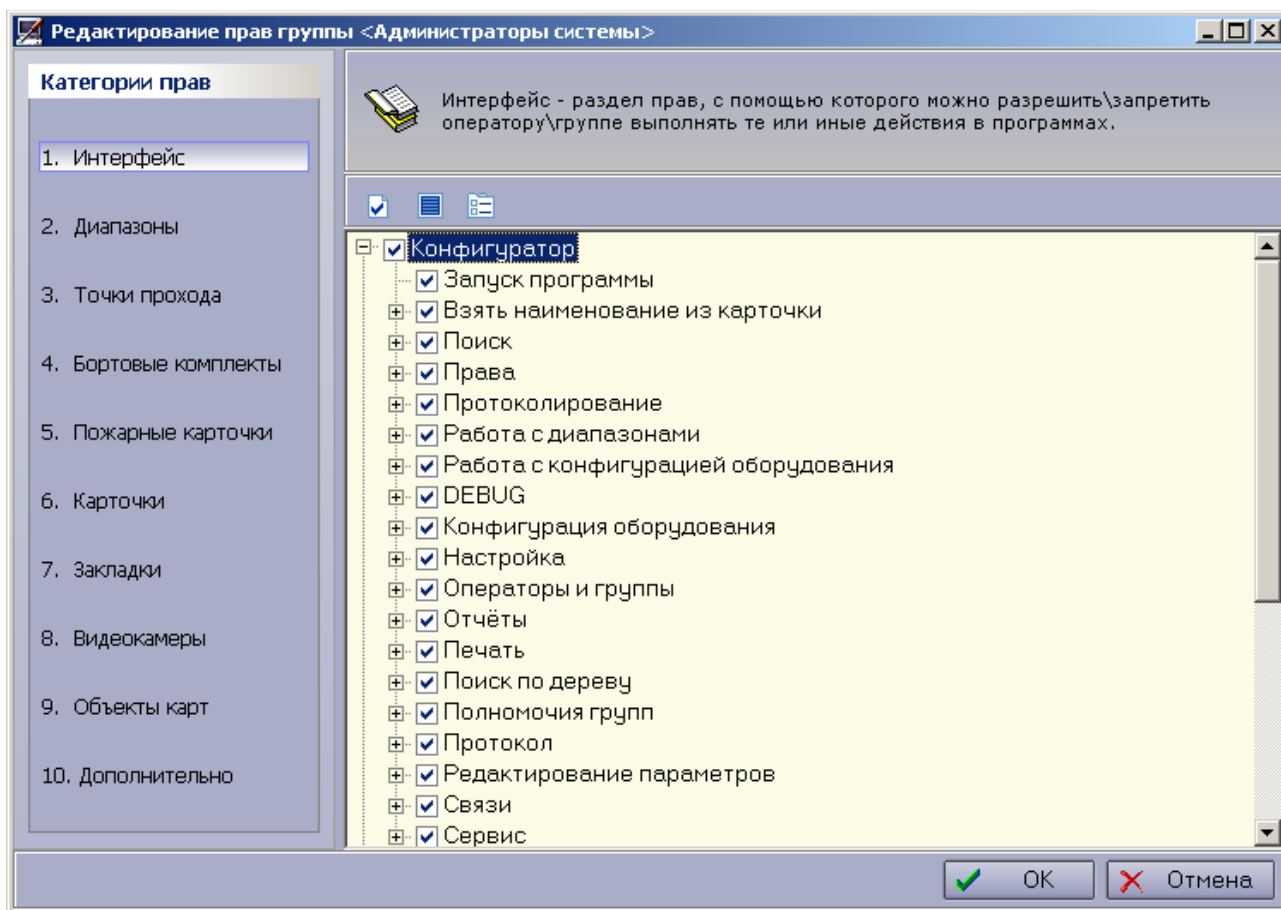 Редактирование прав группы <Администраторы системы>
Категории прав
1. Интерфейс
2. Диапазоны
3. Точки прохода
4. Бортовые комплекты
5. Пожарные карточки
6. Карточки
7. Закладки
8. Видеокамеры
9. Объекты карт
10. Дополнительно
Интерфейс - раздел прав, с помощью которого можно разрешить\запретить
оператору\группе выполнять те или иные действия в программах.
Конфигуратор
Запуск программы
Взять наименование из карточки
Поиск
Права
Протоколирование
Работа с диапазонами
Работа с конфигурацией оборудования
DEBUG
Конфигурация оборудования
Настройка
Операторы и группы
Отчёты
Печать
Поиск по дереву
Полномочия групп
Протокол
Редактирование параметров
Связи
Сервис
OK
Отмена